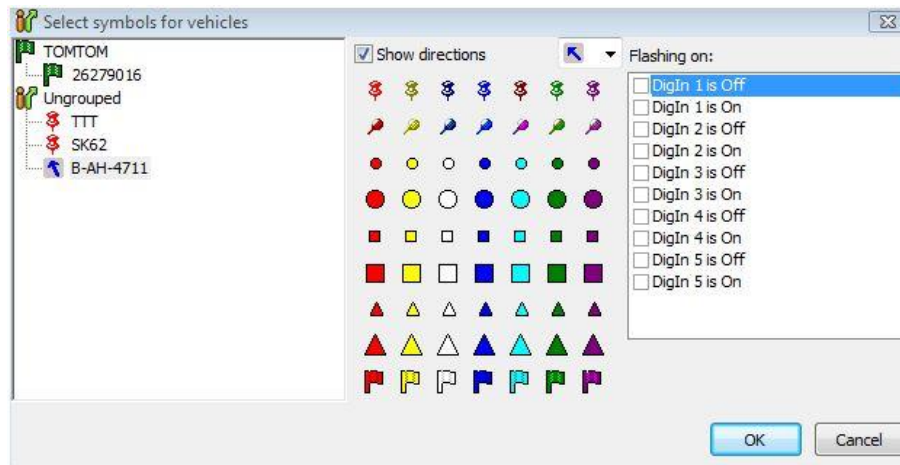 Select symbols for vehicles
TOMTOM
26279016
Ungrouped
TTT
SK62
B-AH-4711
Show directions
Flashing on:
DigIn 1 is Off
DigIn 1 is On
DigIn 2 is Off
DigIn 2 is On
DigIn 3 is Off
DigIn 3 is On
DigIn 4 is Off
DigIn 4 is On
DigIn 5 is Off
DigIn 5 is On
OK
Cancel